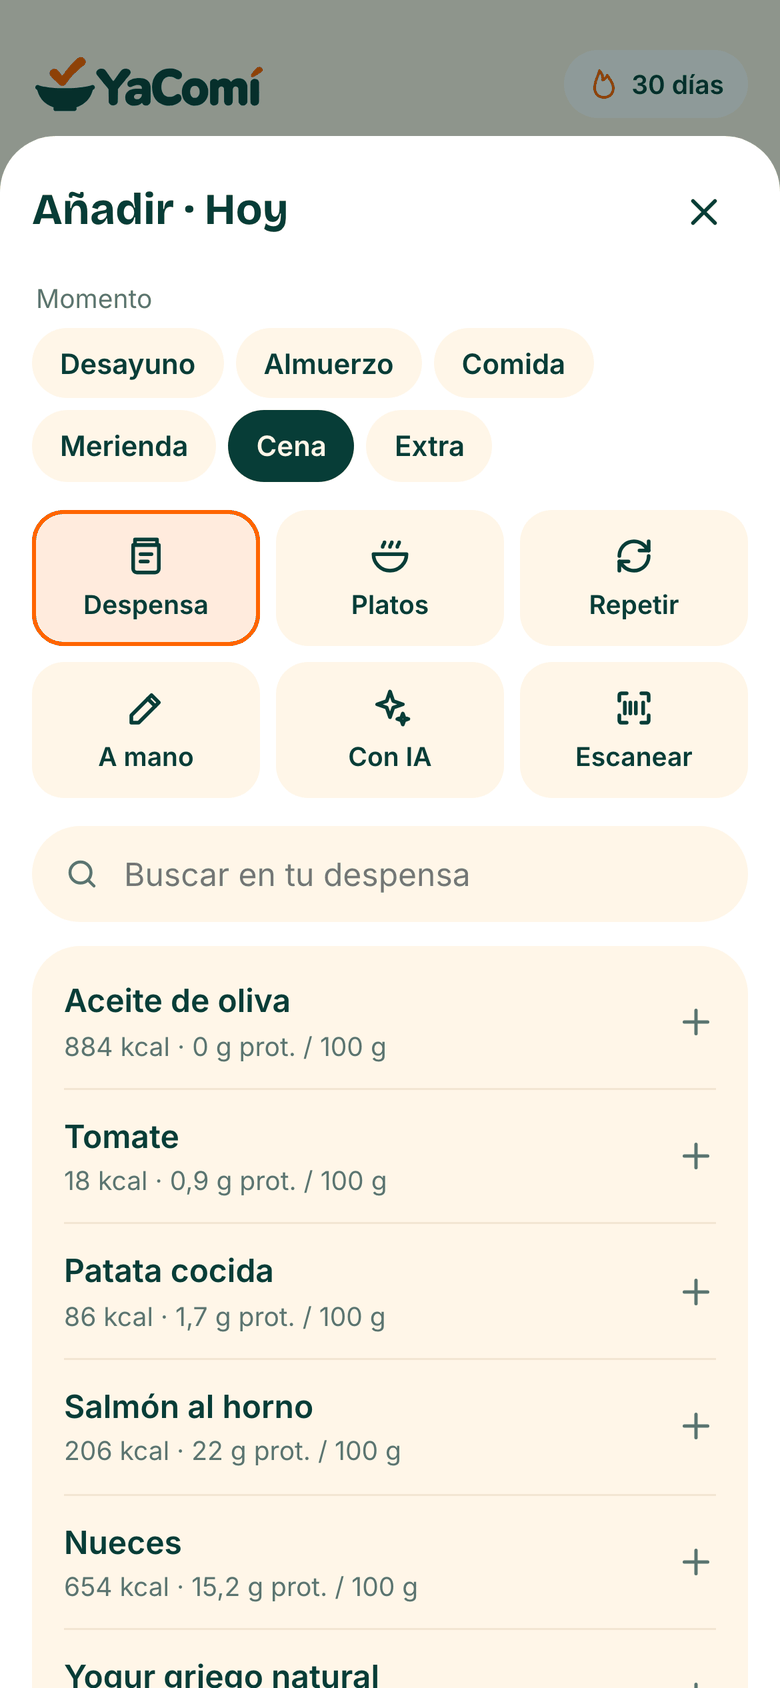 YaComí
30 días
Añadir · Hoy
Momento
Desayuno
Almuerzo
Comida
Merienda
Cena
Extra
Despensa
Platos
Repetir
A mano
Con IA
Escanear
Buscar en tu despensa
Aceite de oliva
884 kcal · 0 g prot. / 100 g
Tomate
18 kcal · 0,9 g prot. / 100 g
Patata cocida
86 kcal · 1,7 g prot. / 100 g
Salmón al horno
206 kcal · 22 g prot. / 100 g
Nueces
654 kcal · 15,2 g prot. / 100 g
Yogur griego natural